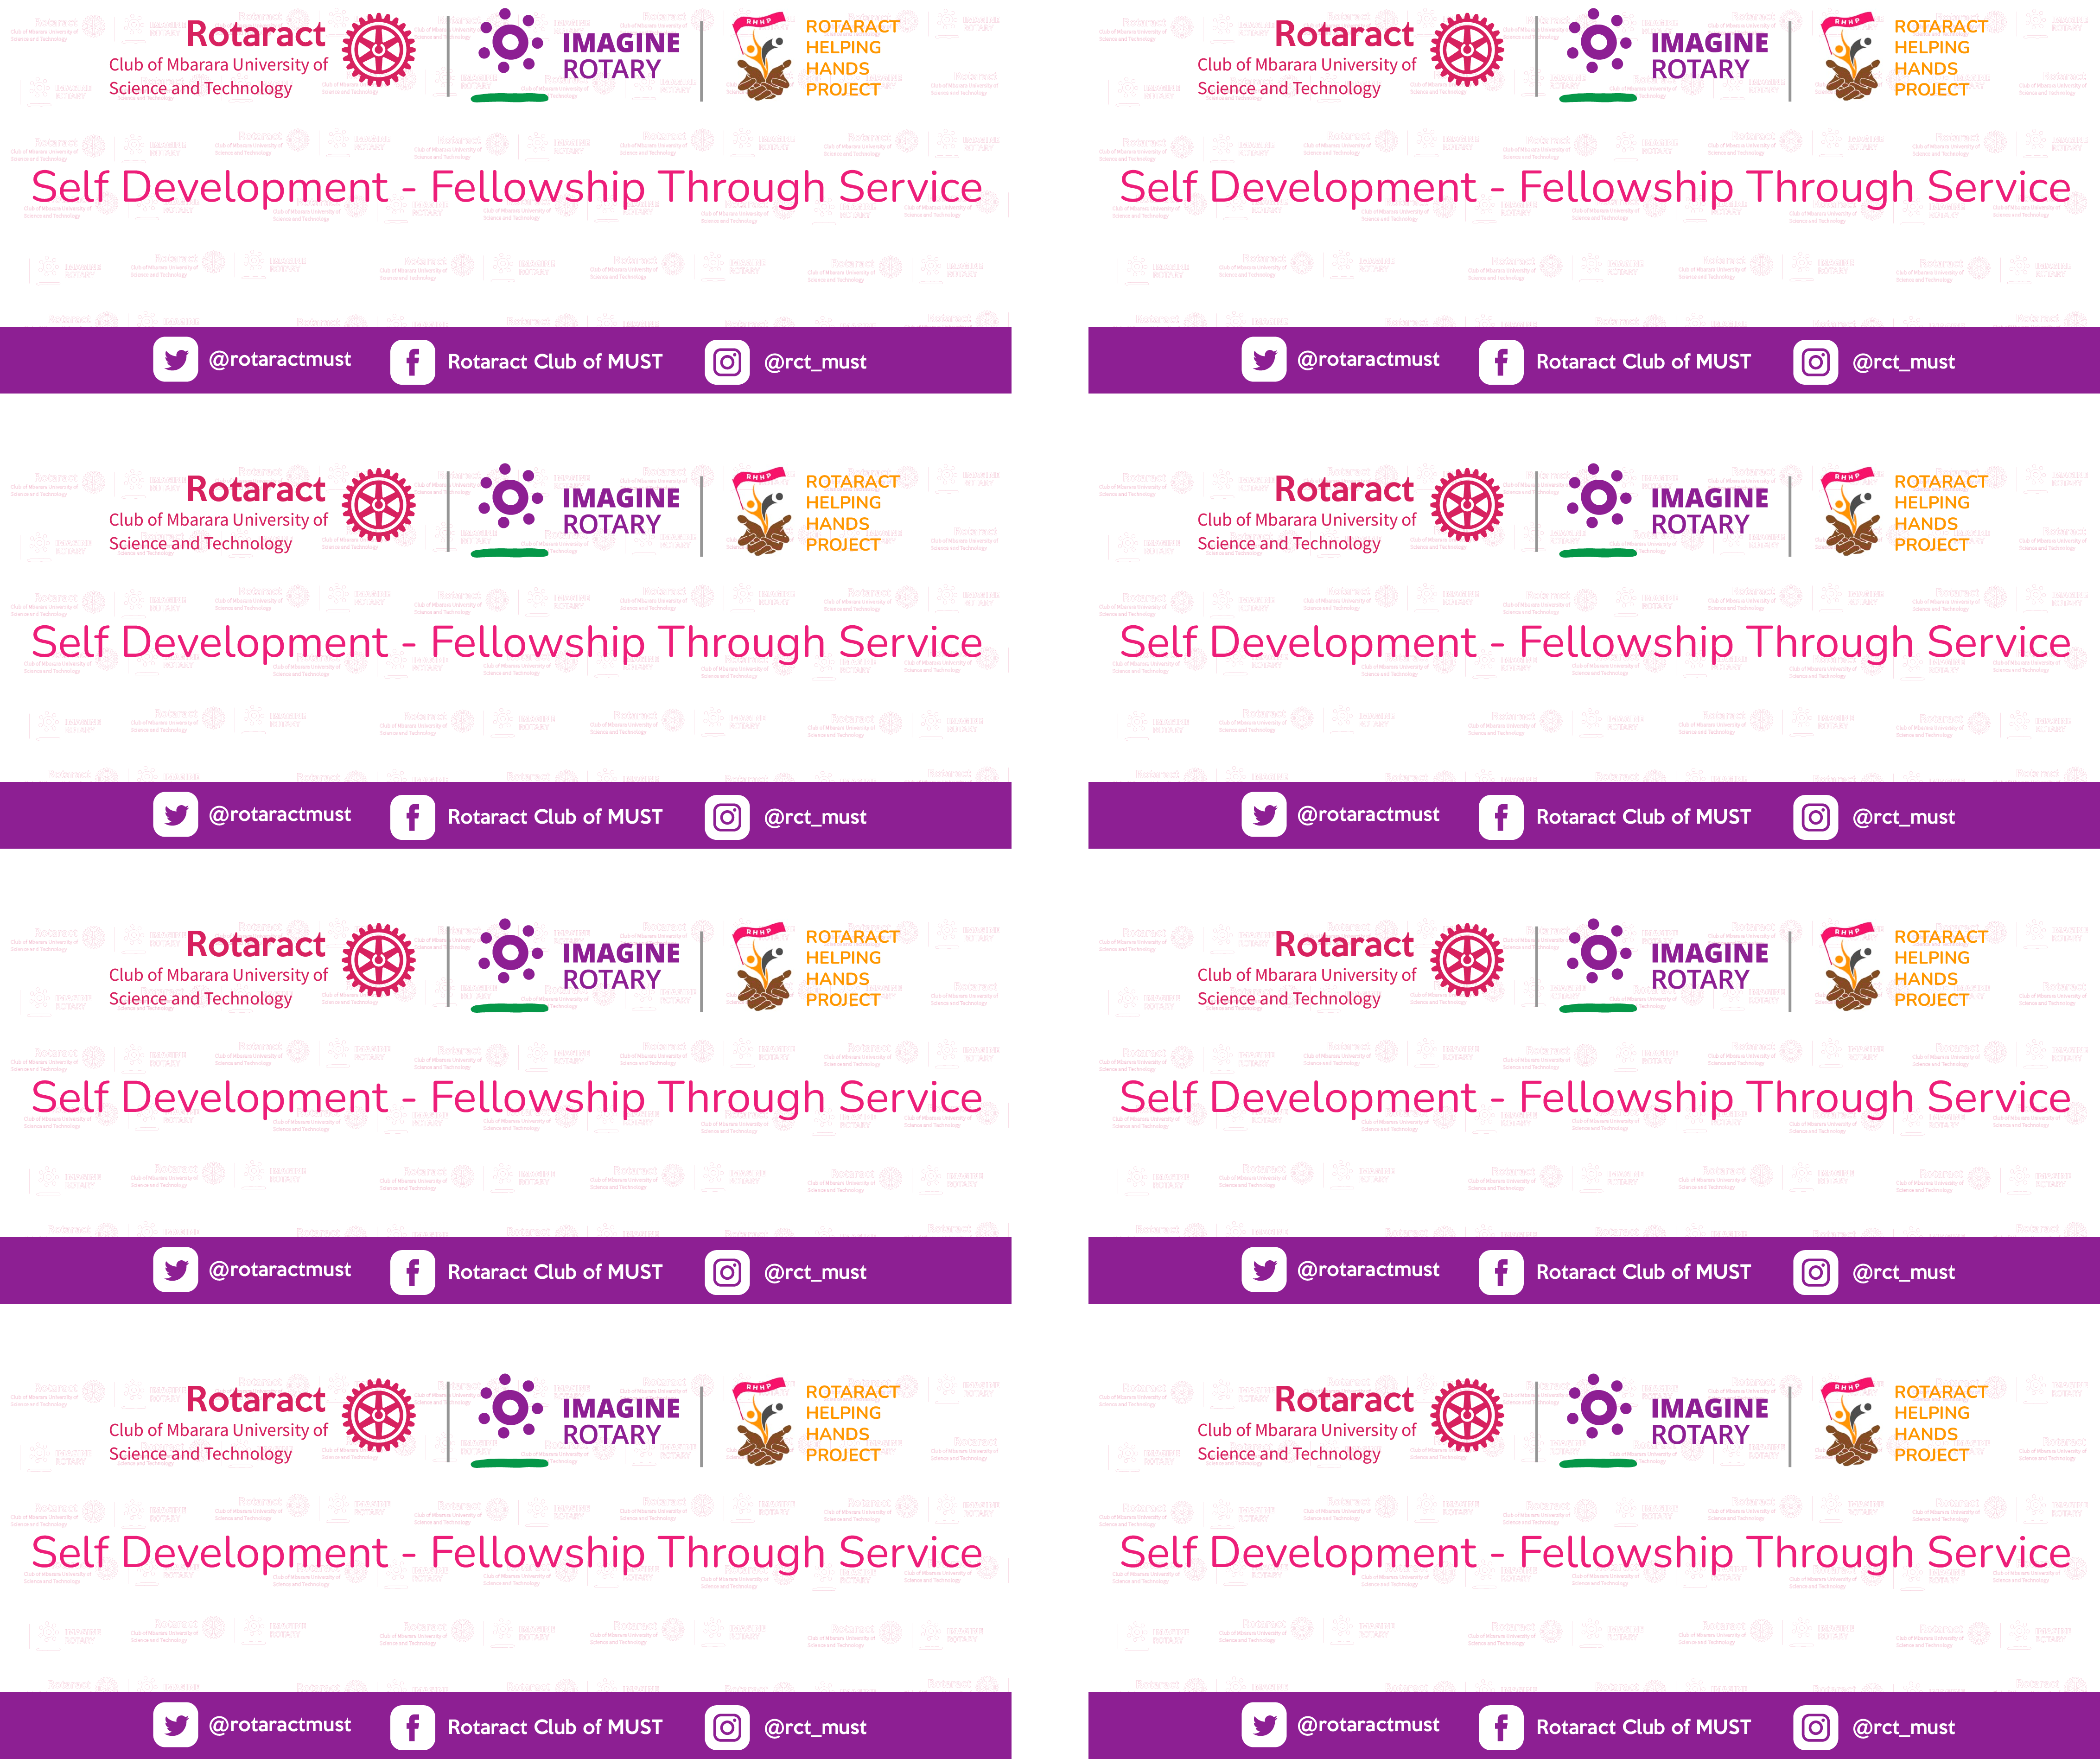 Rotaract
Club of Mbarara University of
Science and Technology
IMAGINE
ROTARY
RHHP
ROTARACT
HELPING
HANDS
PROJECT
Self Development - Fellowship Through Service
@rotaractmust
Rotaract Club of MUST
@rct_must
Rotaract
Club of Mbarara University of
Science and Technology
IMAGINE
ROTARY
RHHP
ROTARACT
HELPING
HANDS
PROJECT
Self Development - Fellowship Through Service
@rotaractmust
Rotaract Club of MUST
@rct_must
Rotaract
Club of Mbarara University of
Science and Technology
IMAGINE
ROTARY
RHHP
ROTARACT
HELPING
HANDS
PROJECT
Self Development - Fellowship Through Service
@rotaractmust
Rotaract Club of MUST
@rct_must
Rotaract
Club of Mbarara University of
Science and Technology
IMAGINE
ROTARY
RHHP
ROTARACT
HELPING
HANDS
PROJECT
Self Development - Fellowship Through Service
@rotaractmust
Rotaract Club of MUST
@rct_must
Rotaract
Club of Mbarara University of
Science and Technology
IMAGINE
ROTARY
RHHP
ROTARACT
HELPING
HANDS
PROJECT
Self Development - Fellowship Through Service
@rotaractmust
Rotaract Club of MUST
@rct_must
Rotaract
Club of Mbarara University of
Science and Technology
IMAGINE
ROTARY
RHHP
ROTARACT
HELPING
HANDS
PROJECT
Self Development - Fellowship Through Service
@rotaractmust
Rotaract Club of MUST
@rct_must
Rotaract
Club of Mbarara University of
Science and Technology
IMAGINE
ROTARY
RHHP
ROTARACT
HELPING
HANDS
PROJECT
Self Development - Fellowship Through Service
@rotaractmust
Rotaract Club of MUST
@rct_must
Rotaract
Club of Mbarara University of
Science and Technology
IMAGINE
ROTARY
RHHP
ROTARACT
HELPING
HANDS
PROJECT
Self Development - Fellowship Through Service
@rotaractmust
Rotaract Club of MUST
@rct_must